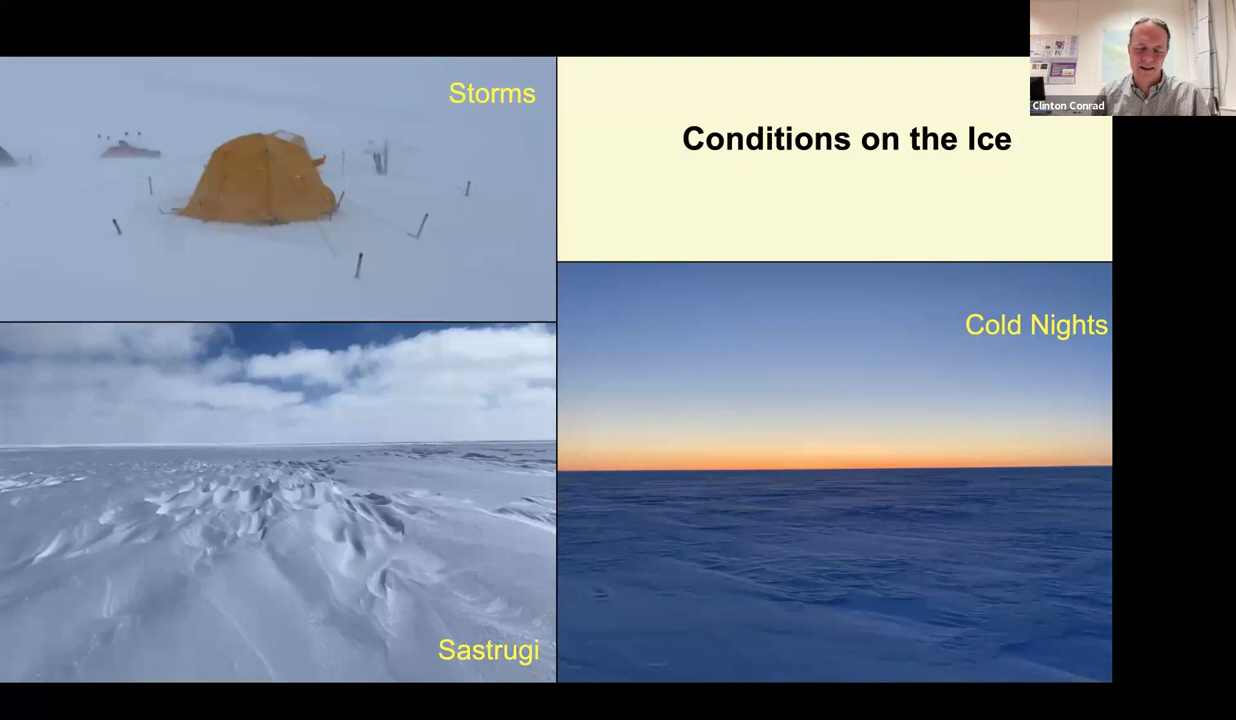 Storms
Conditions on the Ice
Clinton Conrad
Cold Nights
Sastrugi